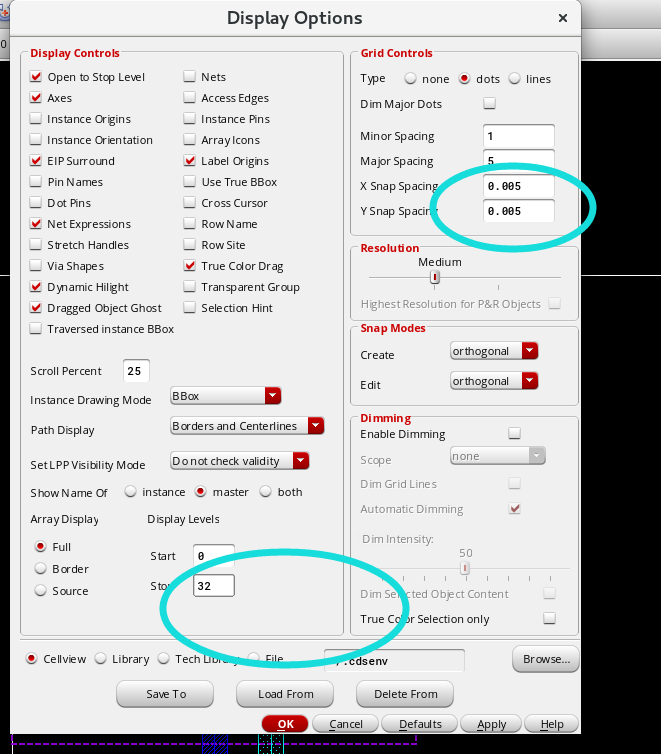 Display Options
Display Controls
Open to Stop Level
Nets
Axes
Access Edges
Instance Origins
Instance Pins
Instance Orientation
Array Icons
EIP Surround
Label Origins
Pin Names
Use True BBox
Dot Pins
Cross Cursor
Net Expressions
Row Name
Stretch Handles
Row Site
Via Shapes
True Color Drag
Dynamic Hilight
Transparent Group
Dragged Object Ghost
Selection Hint
Traversed instance BBox
Scroll Percent 25
Instance Drawing Mode BBox
Path Display Borders and Centerlines
Set LPP Visibility Mode Do not check validity
Show Name Of instance master both
Array Display
Display Levels
Full
Start 0
Border
Stop 32
Source
Grid Controls
Type none dots lines
Dim Major Dots
Minor Spacing 1
Major Spacing 5
X Snap Spacing 0.005
Y Snap Spacing 0.005
Resolution
Medium
Highest Resolution for P&R Objects
Snap Modes
Create orthogonal
Edit orthogonal
Dimming
Enable Dimming
Scope none
Dim Grid Lines
Automatic Dimming
Dim Intensity:
50
Dim Selected Object Content
True Color Selection only
Cellview Library Tech Library File /.cdsenv Browse...
Save To Load From Delete From
OK Cancel Defaults Apply Help